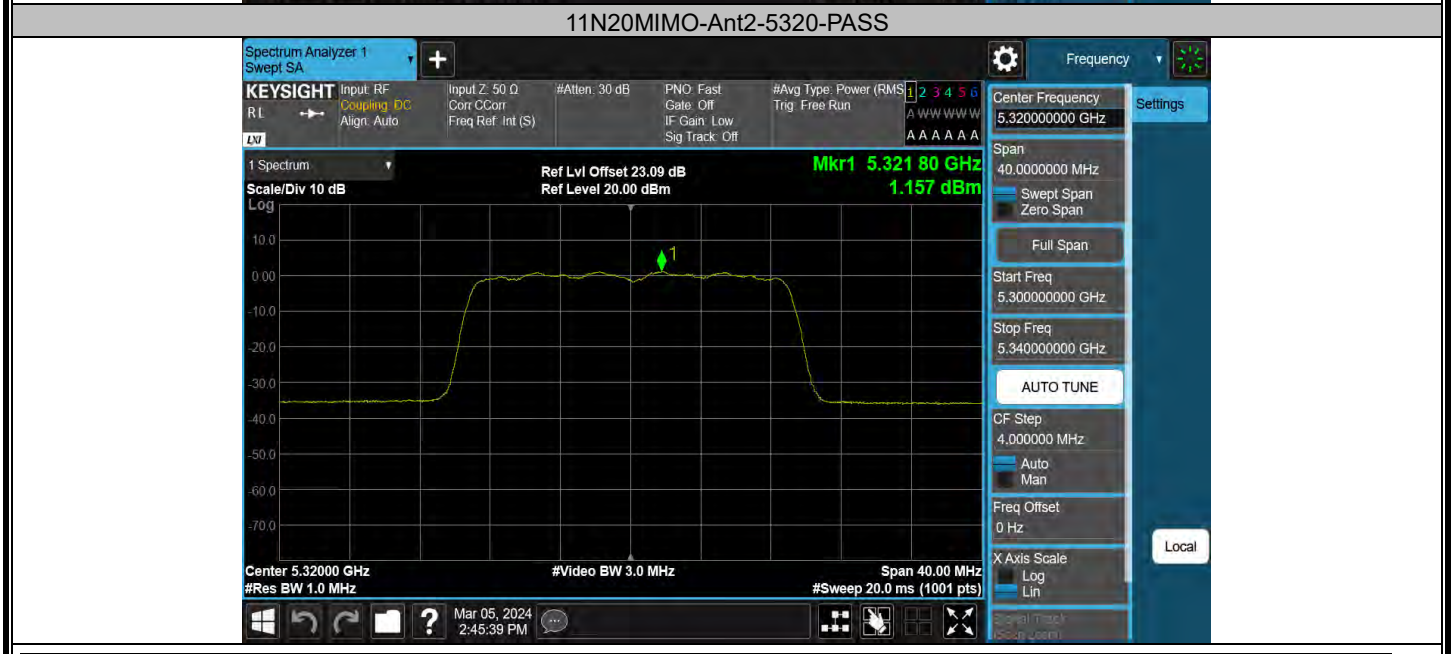 11N20MIMO-Ant2-5320-PASS
Spectrum Analyzer 1
Swept SA
+
Frequency
KEYSIGHT
RL
LXI
Input: RF
Coupling: DC
Align: Auto
Input Z: 50 Ω
Corr CCorr
Freq Ref: Int (S)
#Atten: 30 dB
PNO: Fast
Gate: Off
IF Gain: Low
Sig Track: Off
#Avg Type: Power (RMS
Trig: Free Run
1 2 3 4 5 6
A W W W W W
A A A A A A
Center Frequency
5.320000000 GHz
Settings
Span
40.0000000 MHz
Swept Span
Zero Span
Full Span
Start Freq
5.300000000 GHz
Stop Freq
5.340000000 GHz
AUTO TUNE
CF Step
4.000000 MHz
Auto
Man
Freq Offset
0 Hz
X Axis Scale
Log
Lin
Signal Track
(Span Zoom)
Local
1 Spectrum
Scale/Div 10 dB
Log
Ref Lvl Offset 23.09 dB
Ref Level 20.00 dBm
Mkr1 5.321 80 GHz
1.157 dBm
1
10.0
0.00
-10.0
-20.0
-30.0
-40.0
-50.0
-60.0
-70.0
Center 5.32000 GHz
#Res BW 1.0 MHz
#Video BW 3.0 MHz
Span 40.00 MHz
#Sweep 20.0 ms (1001 pts)
?
Mar 05, 2024
2:45:39 PM